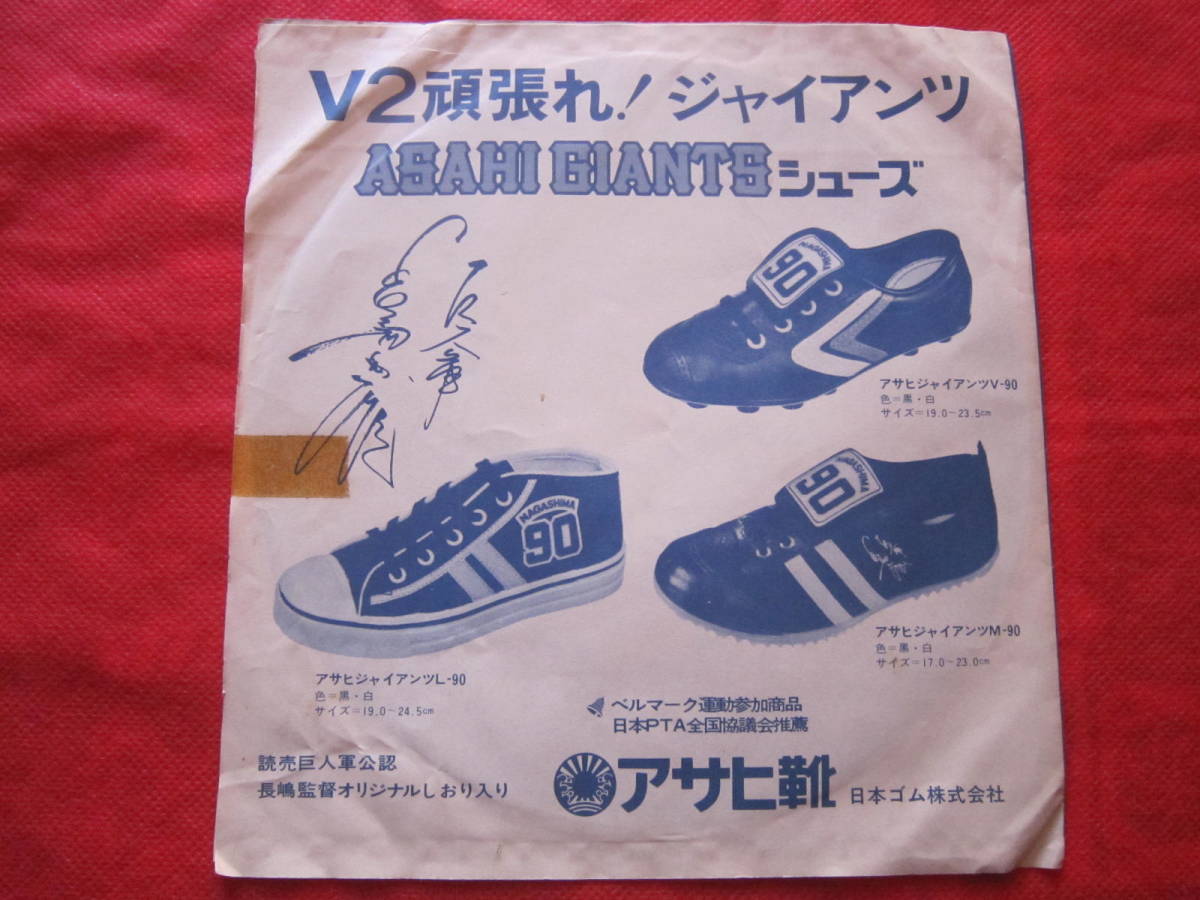 V2頑張れ!ジャイアンツ
ASAHI GIANTSシューズ
巨人軍
長島茂雄
NAGASHIMA
90
アサヒジャイアンツV-90
色=黒・白
サイズ=19.0~23.5cm
NAGASHIMA
90
アサヒジャイアンツL-90
色=黒・白
サイズ=19.0~24.5cm
NAGASHIMA
90
アサヒジャイアンツM-90
色=黒・白
サイズ=17.0~23.0cm
ベルマーク運動参加商品
日本PTA全国協議会推薦
読売巨人軍公認
長嶋監督オリジナルしおり入り
アサヒ靴 日本ゴム株式会社